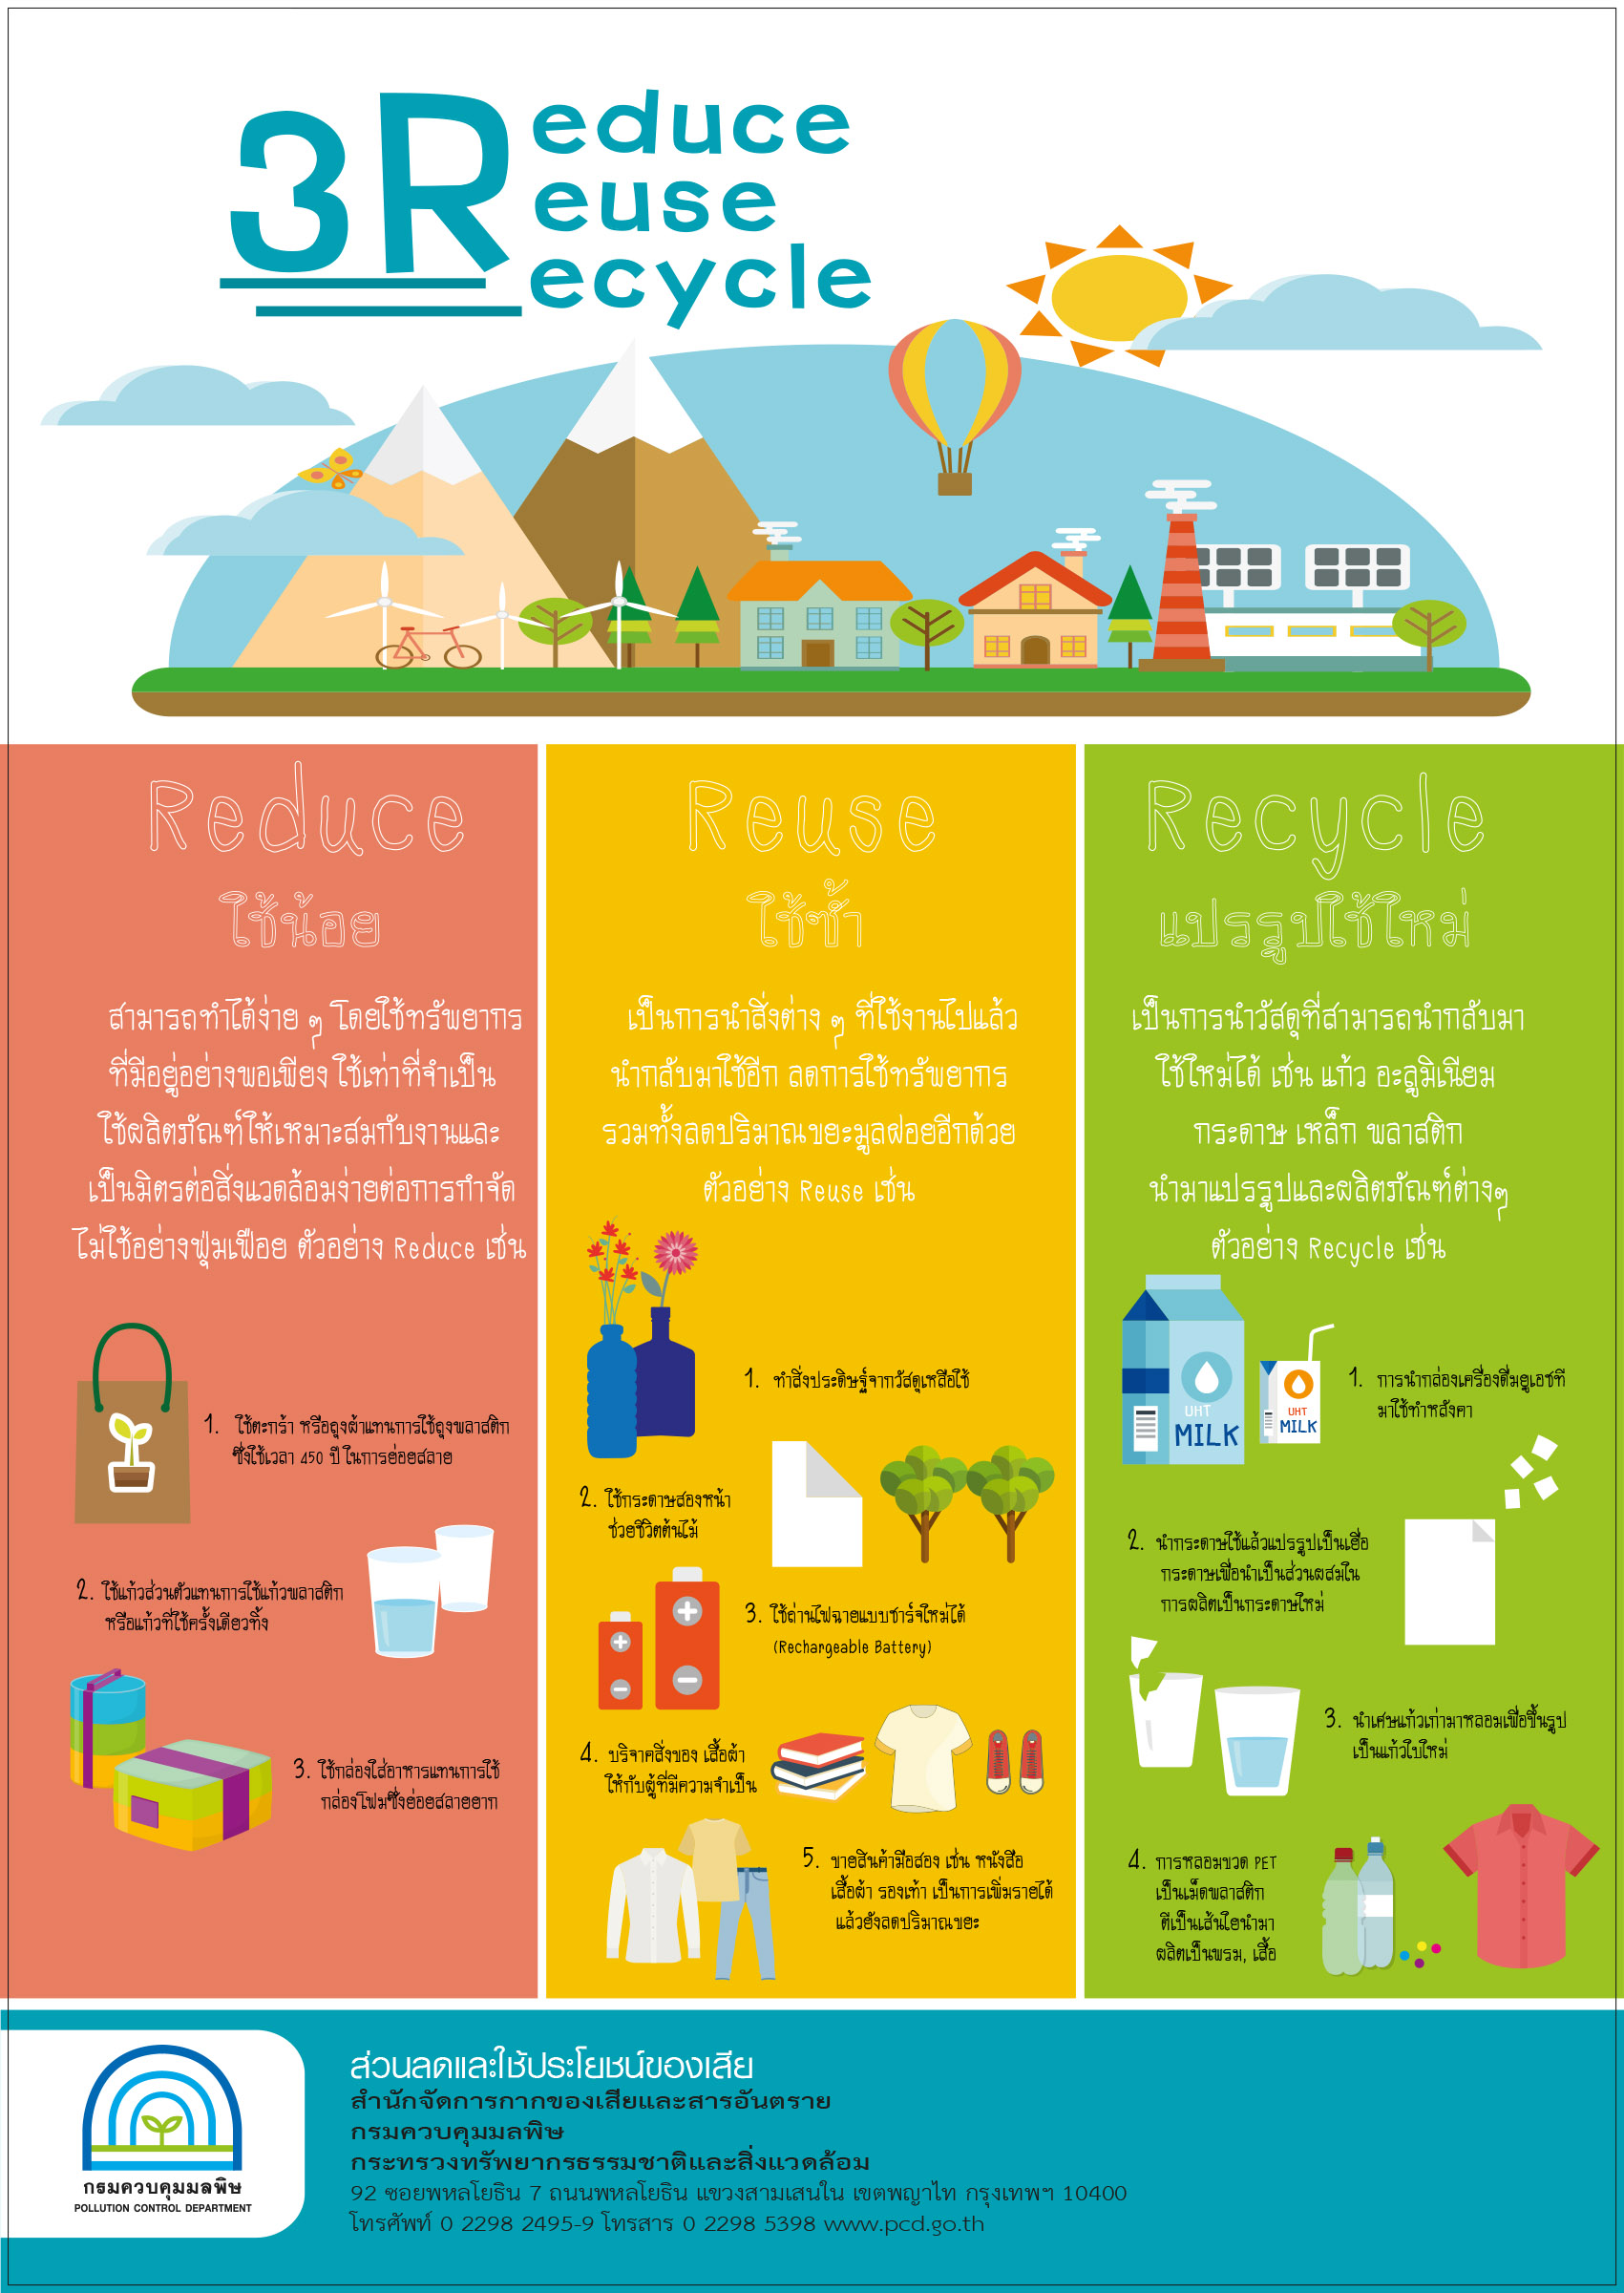 3R educe
euse
ecycle
Reduce
ใช้น้อย
สามารถทำได้ง่าย ๆ โดยใช้ทรัพยากร
ที่มีอยู่อย่างพอเพียง ใช้เท่าที่จำเป็น
ใช้ผลิตภัณฑ์ให้เหมาะสมกับงานและ
เป็นมิตรต่อสิ่งแวดล้อมง่ายต่อการกำจัด
ไม่ใช้อย่างฟุ่มเฟือย ตัวอย่าง Reduce เช่น
1. ใช้ตะกร้า หรือถุงผ้าแทนการใช้ถุงพลาสติก
ซึ่งใช้เวลา 450 ปี ในการย่อยสลาย
2. ใช้แก้วส่วนตัวแทนการใช้แก้วพลาสติก
หรือแก้วที่ใช้ครั้งเดียวทิ้ง
3. ใช้กล่องใส่อาหารแทนการใช้
กล่องโฟมซึ่งย่อยสลายยาก
Reuse
ใช้ซ้ำ
เป็นการนำสิ่งต่าง ๆ ที่ใช้งานไปแล้ว
นำกลับมาใช้อีก ลดการใช้ทรัพยากร
รวมทั้งลดปริมาณขยะมูลฝอยอีกด้วย
ตัวอย่าง Reuse เช่น
1. ทำสิ่งประดิษฐ์จากวัสดุเหลือใช้
2. ใช้กระดาษสองหน้า
ช่วยชีวิตต้นไม้
3. ใช้ถ่านไฟฉายแบบชาร์จใหม่ได้
(Rechargeable Battery)
4. บริจาคสิ่งของ เสื้อผ้า
ให้กับผู้ที่มีความจำเป็น
5. ขายสินค้ามือสอง เช่น หนังสือ
เสื้อผ้า รองเท้า เป็นการเพิ่มรายได้
แล้วยังลดปริมาณขยะ
Recycle
แปรรูปใช้ใหม่
เป็นการนำวัสดุที่สามารถนำกลับมา
ใช้ใหม่ได้ เช่น แก้ว อะลูมิเนียม
กระดาษ เหล็ก พลาสติก
นำมาแปรรูปและผลิตภัณฑ์ต่างๆ
ตัวอย่าง Recycle เช่น
UHT
MILK
UHT
MILK
1. การนำกล่องเครื่องดื่มยูเอชที
มาใช้ทำหลังคา
2. นำกระดาษใช้แล้วแปรรูปเป็นเยื่อ
กระดาษเพื่อนำเป็นส่วนผสมใน
การผลิตเป็นกระดาษใหม่
3. นำเศษแก้วเก่ามาหลอมเพื่อขึ้นรูป
เป็นแก้วใบใหม่
4. การหลอมขวด PET
เป็นเม็ดพลาสติก
ตีเป็นเส้นใยนำมา
ผลิตเป็นพรม, เสื้อ
กรมควบคุมมลพิษ
POLLUTION CONTROL DEPARTMENT
ส่วนลดและใช้ประโยชน์ของเสีย
สำนักจัดการกากของเสียและสารอันตราย
กรมควบคุมมลพิษ
กระทรวงทรัพยากรธรรมชาติและสิ่งแวดล้อม
92 ซอยพหลโยธิน 7 ถนนพหลโยธิน แขวงสามเสนใน เขตพญาไท กรุงเทพฯ 10400
โทรศัพท์ 0 2298 2495-9 โทรสาร 0 2298 5398 www.pcd.go.th